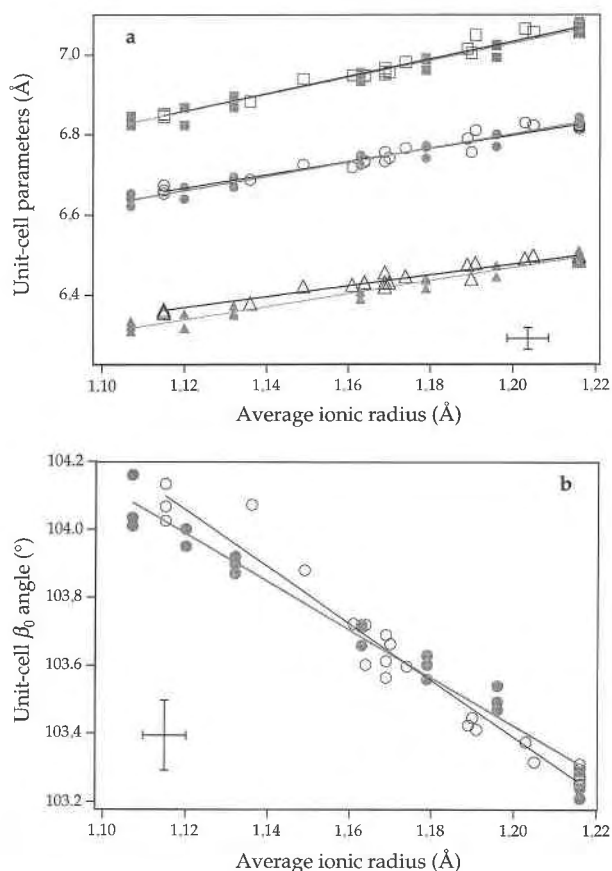 a
7.0
6.8
6.6
6.4
Unit-cell parameters (Å)
1,10 1,12 1,14 1,16 1,18 1,20 1,22
Average ionic radius (Å)
b
104.2
104.0
103.8
103.6
103.4
103.2
Unit-cell β₀ angle (°)
1,10 1,12 1,14 1,16 1,18 1,20 1,22
Average ionic radius (Å)